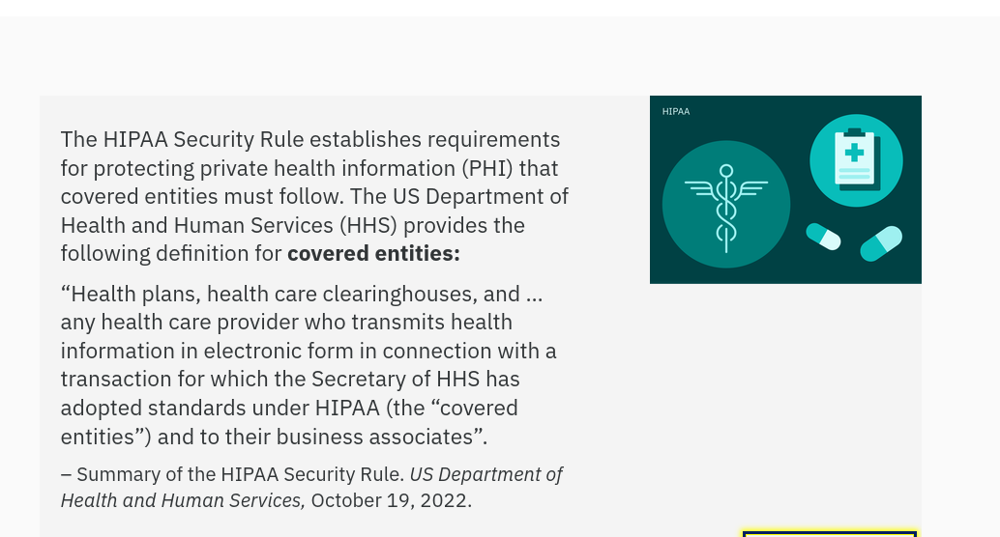 HIPAA
The HIPAA Security Rule establishes requirements
for protecting private health information (PHI) that
covered entities must follow. The US Department of
Health and Human Services (HHS) provides the
following definition for covered entities:
“Health plans, health care clearinghouses, and ...
any health care provider who transmits health
information in electronic form in connection with a
transaction for which the Secretary of HHS has
adopted standards under HIPAA (the “covered
entities”) and to their business associates”.
– Summary of the HIPAA Security Rule. US Department of
Health and Human Services, October 19, 2022.